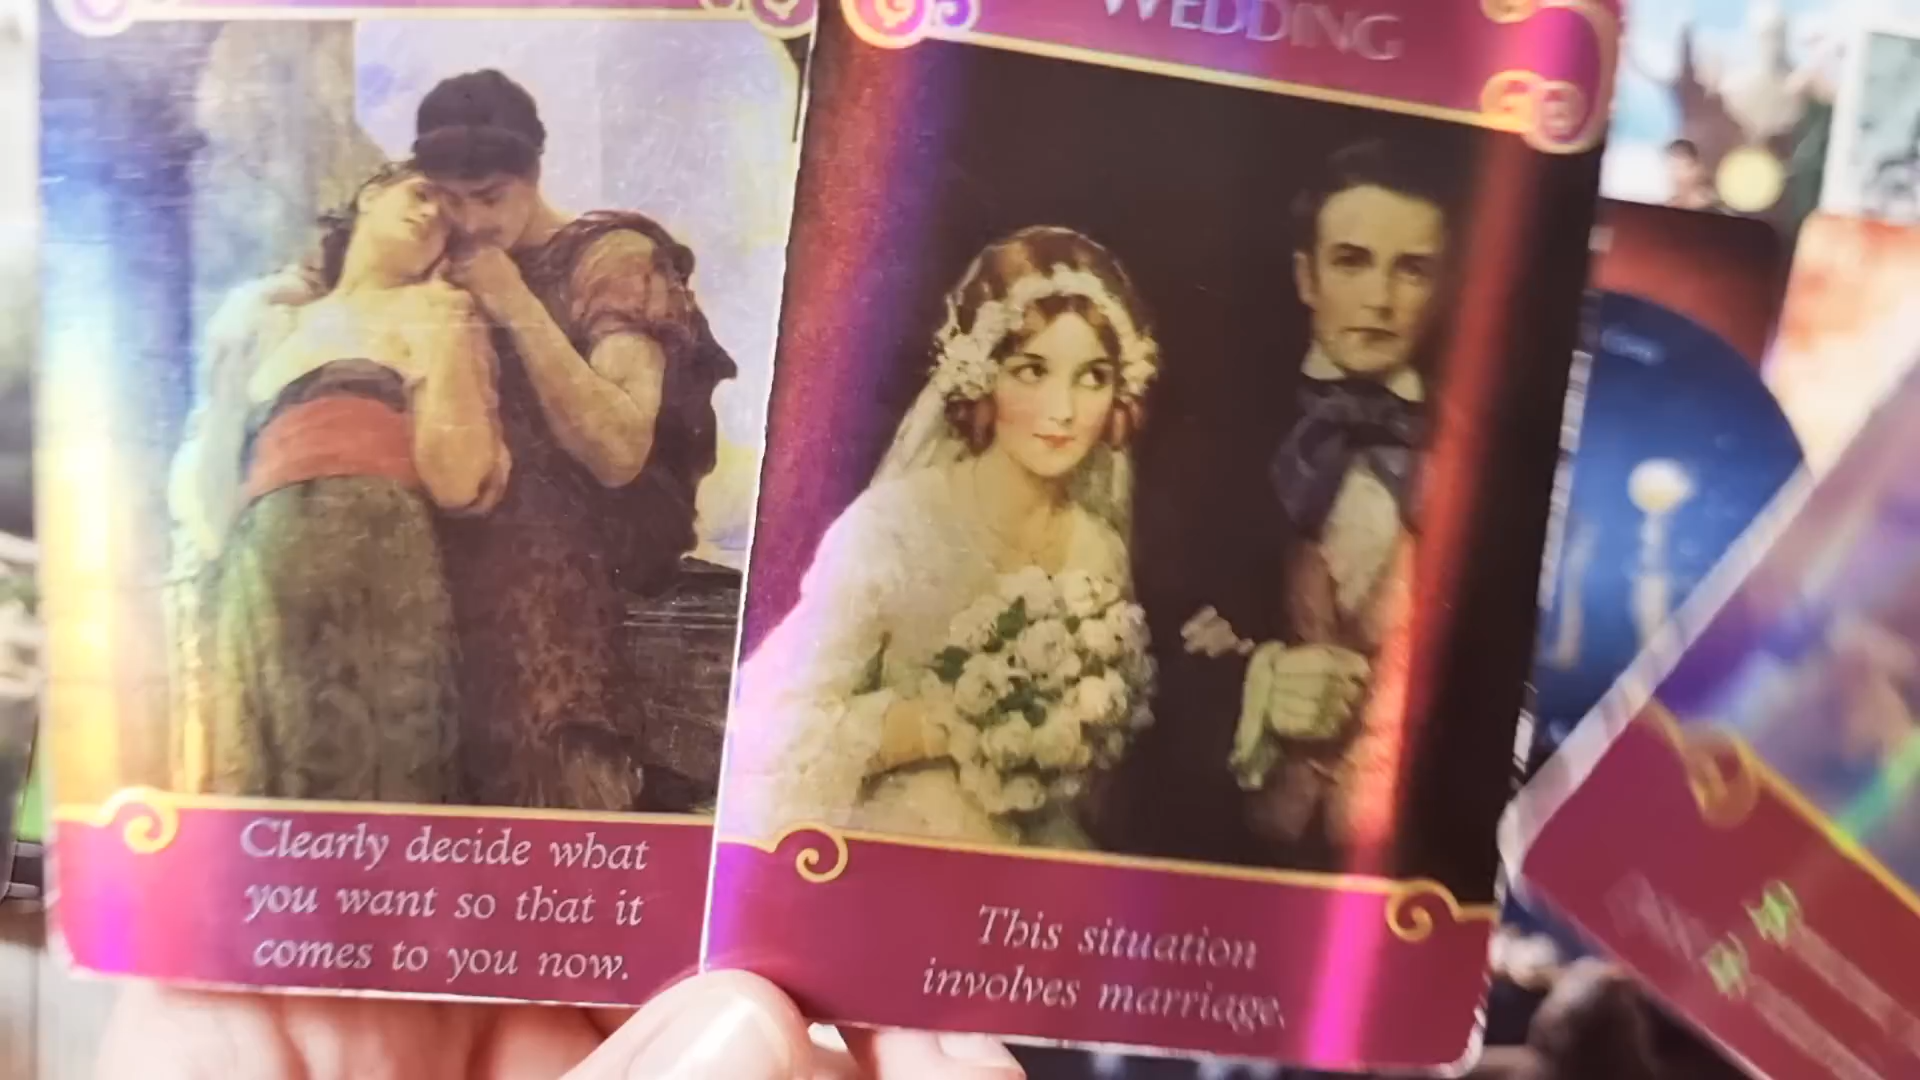 WEDDING
Clearly decide what
you want so that it
comes to you now.
This situation
involves marriage.